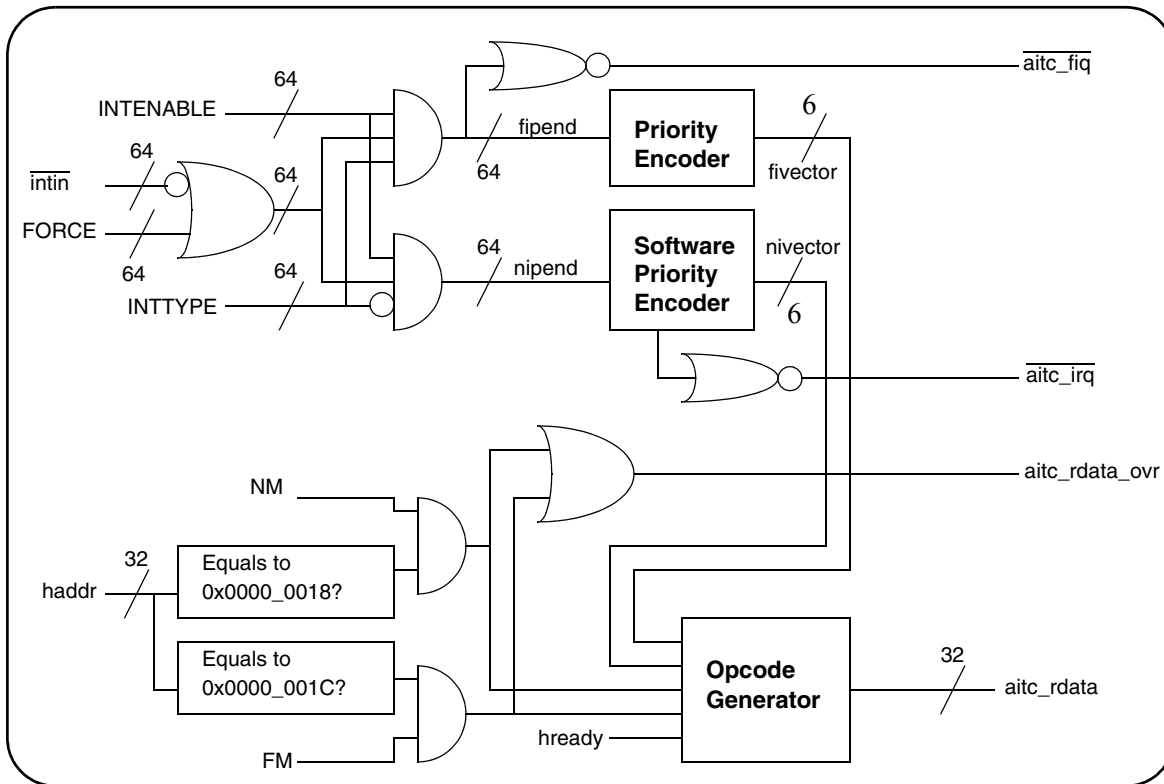 aitc_fiq
64
INTENABLE
6
fipend
Priority
Encoder
64
64
64
fivector
intin
FORCE
64
64
INTTYPE
64
nipend
Software
Priority
Encoder
nivector
6
aitc_irq
NM
aitc_rdata_ovr
32
Equals to
0x0000_0018?
haddr
Equals to
0x0000_001C?
Opcode
Generator
32
aitc_rdata
hready
FM